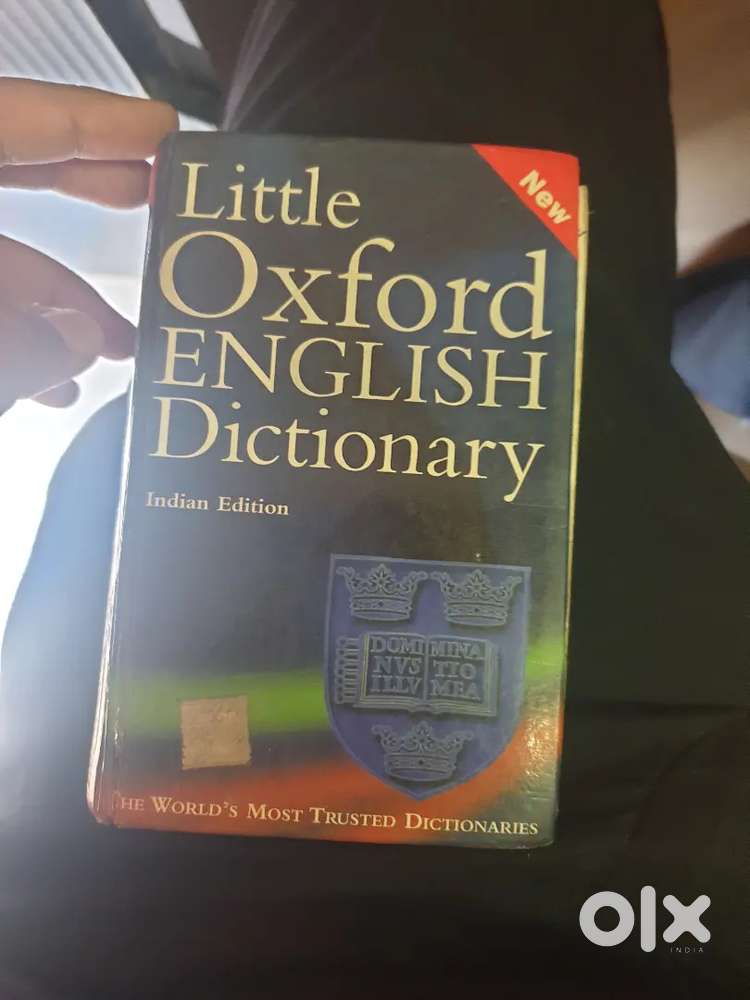 New
Little
Oxford
ENGLISH
Dictionary
Indian Edition
DOMI MINA
NVS TIO
ILLV MEA
THE WORLD'S MOST TRUSTED DICTIONARIES
olx
INDIA